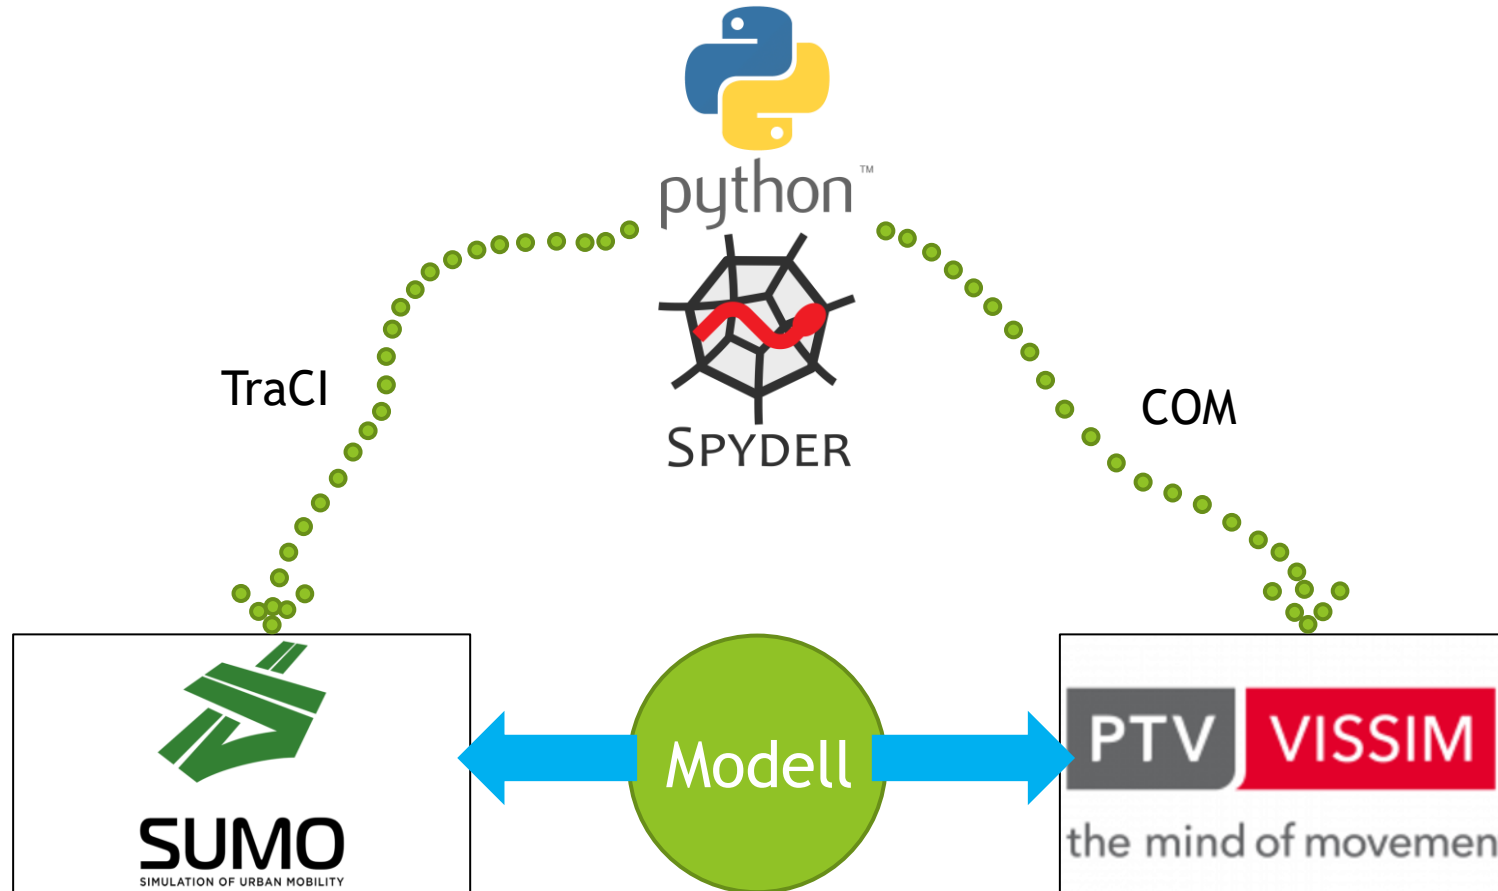 python™
TraCI
COM
SPYDER
Modell
SUMO
SIMULATION OF URBAN MOBILITY
PTV VISSIM
the mind of movemen